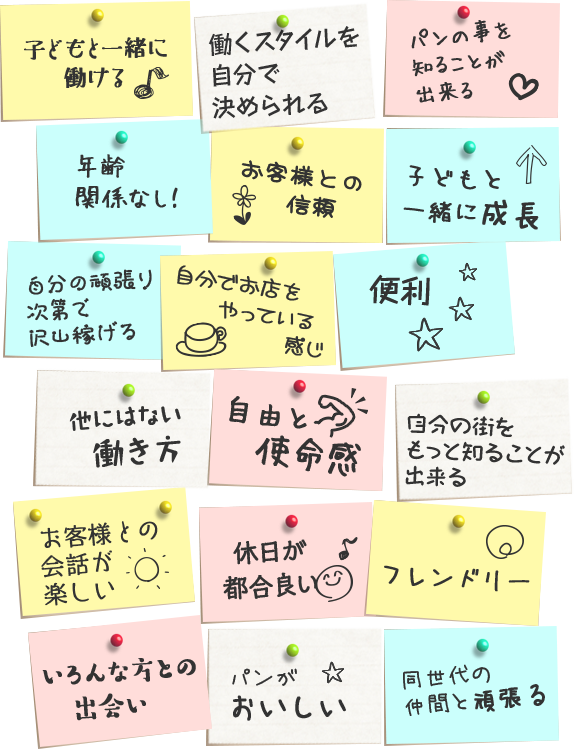 子どもと一緒に
働ける
働くスタイルを
自分で
決められる
パンの事を
知ることが
出来る
年齢
関係なし!
お客様との
信頼
子どもと
一緒に成長
自分の頑張り
次第で
沢山稼げる
自分でお店を
やっている
感じ
便利
他にはない
働き方
自由と
使命感
自分の街を
もっと知ることが
出来る
お客様との
会話が
楽しい
休日が
都合良い
フレンドリー
いろんな方との
出会い
パンが
おいしい
同世代の
仲間と頑張る